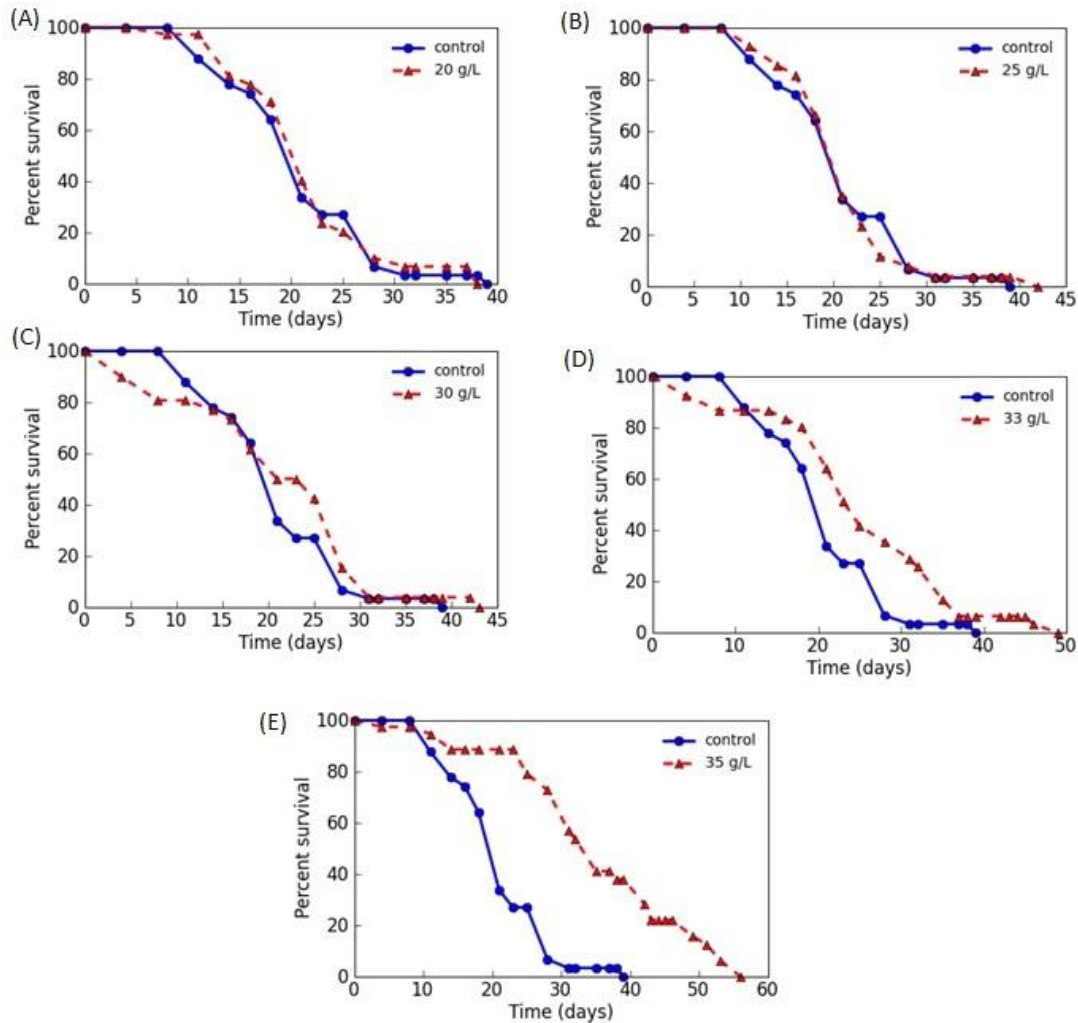 (A)
100
80
60
40
20
0
Percent survival
control
20 g/L
0 5 10 15 20 25 30 35 40
Time (days)
(B)
100
80
60
40
20
0
Percent survival
control
25 g/L
0 5 10 15 20 25 30 35 40 45
Time (days)
(C)
100
80
60
40
20
0
Percent survival
control
30 g/L
0 5 10 15 20 25 30 35 40 45
Time (days)
(D)
100
80
60
40
20
0
Percent survival
control
33 g/L
0 10 20 30 40 50
Time (days)
(E)
100
80
60
40
20
0
Percent survival
control
35 g/L
0 10 20 30 40 50 60
Time (days)